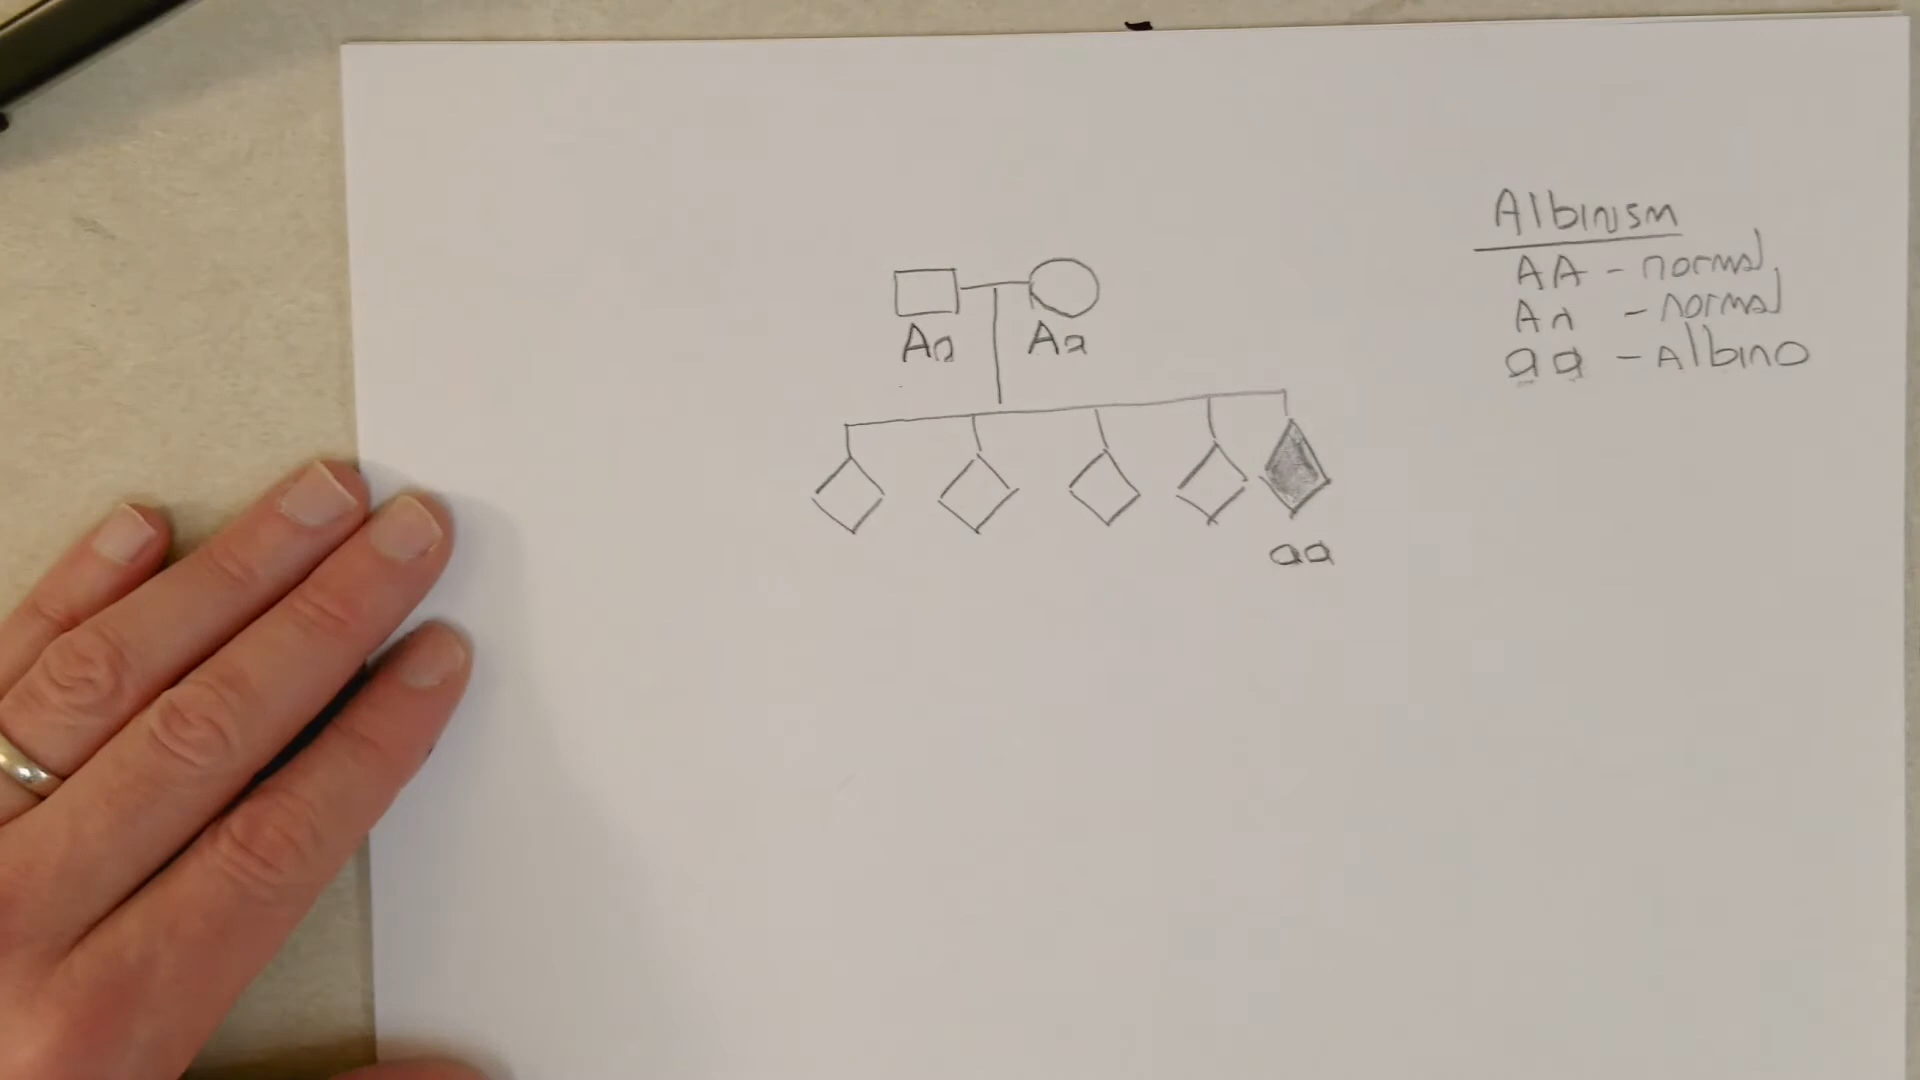 Albinism
AA - normal
Aa - normal
aa - Albino
Aa Aa
aa